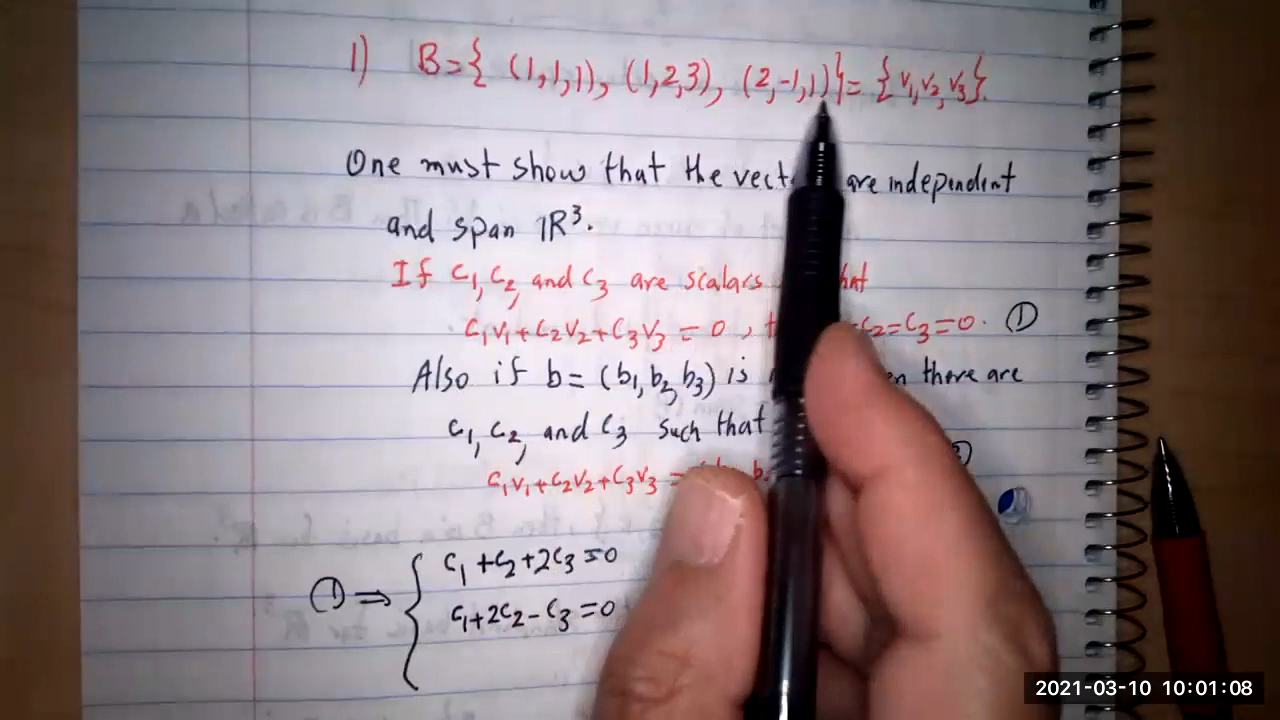 1) B={ (1,1,1), (1,2,3), (2,-1,1)}= {v₁,v₂,v₃}.
One must show that the are independent
and span ℝ³.
If c₁,c₂, and c₃ are scalars
c₁v₁+c₂v₂+c₃v₃ = 0, c₂=c₃=0. ①
Also if b= (b₁,b₂,b₃) is there are
c₁,c₂, and c₃ such that
c₁v₁+c₂v₂+c₃v₃ =
① ⇒ { c₁+c₂+2c₃=0
c₁+2c₂-c₃=0
2021-03-10 10:01:08